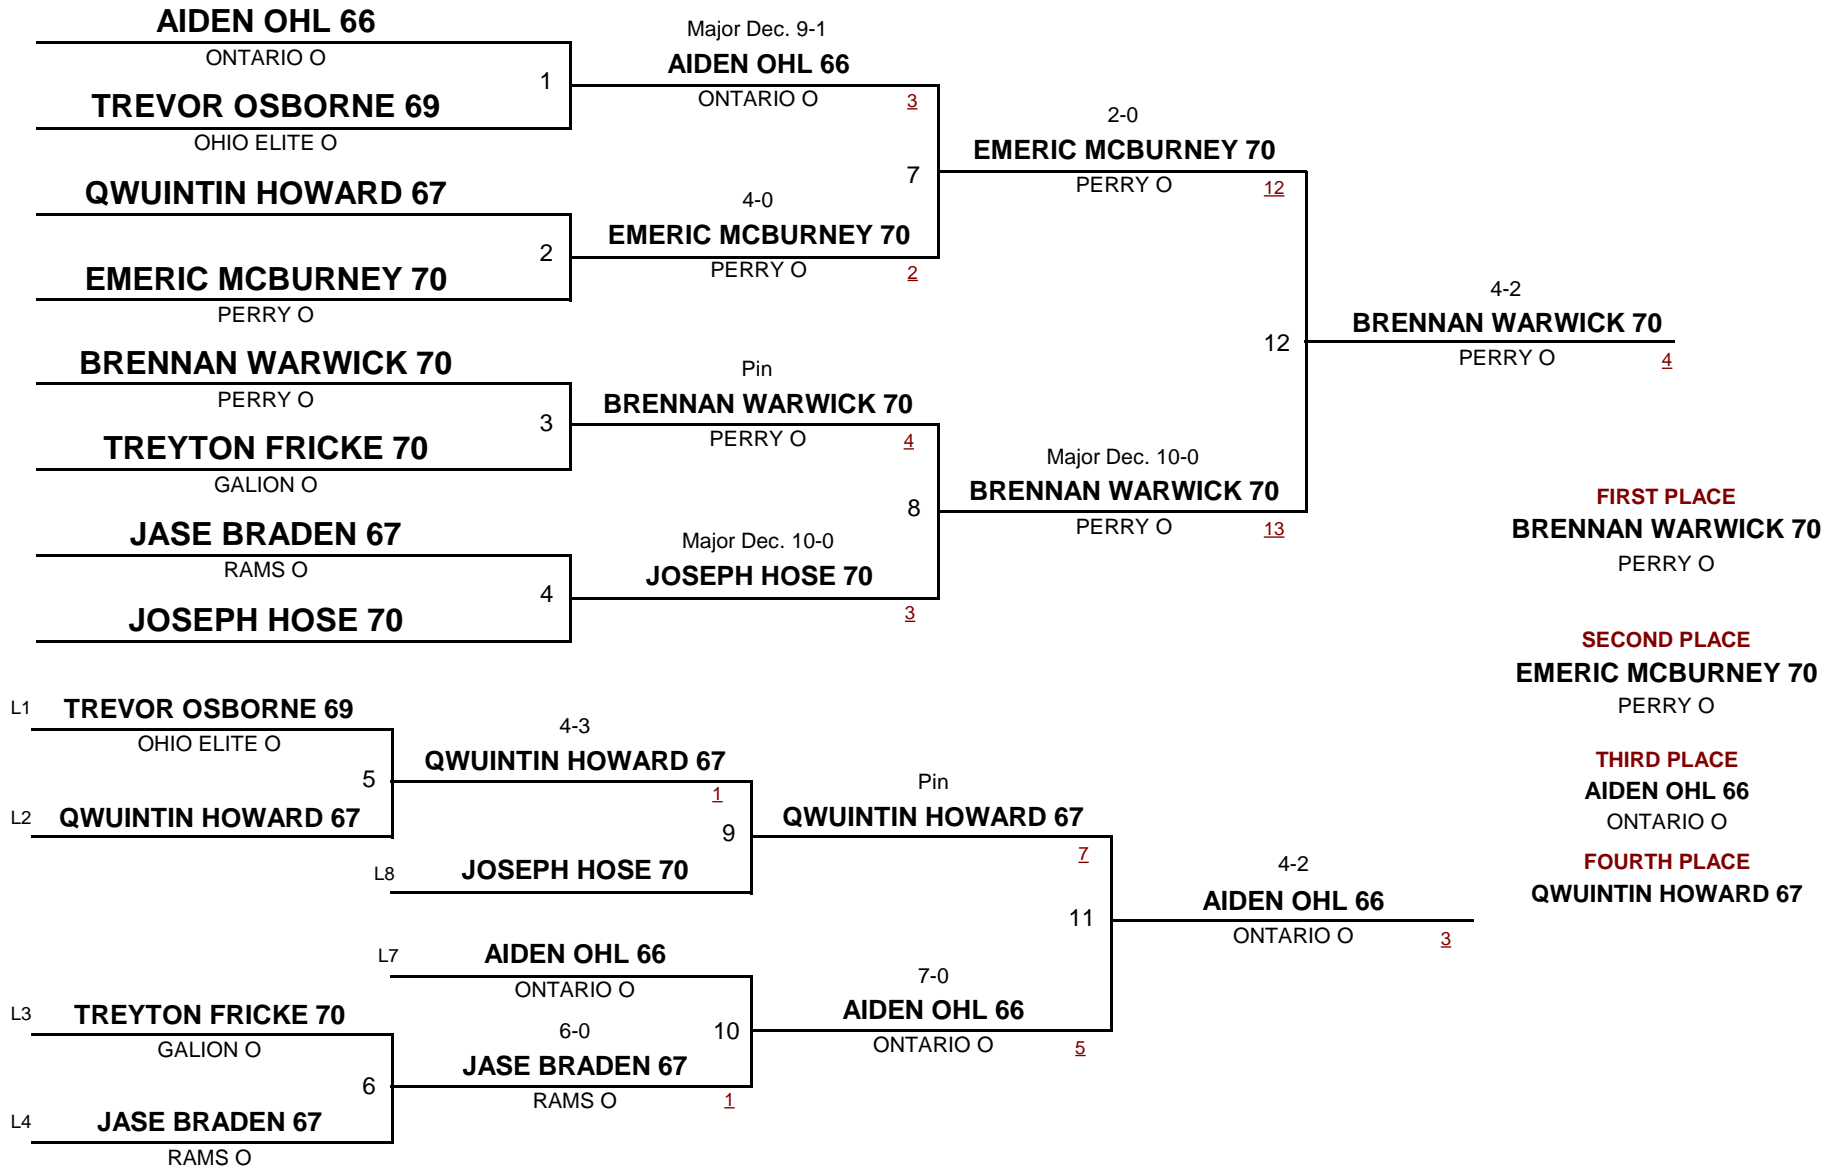 AIDEN OHL 66
ONTARIO O
1
TREVOR OSBORNE 69
OHIO ELITE O
Major Dec. 9-1
AIDEN OHL 66
ONTARIO O
3
QWUINTIN HOWARD 67
2
EMERIC MCBURNEY 70
PERRY O
4-0
EMERIC MCBURNEY 70
PERRY O
2
7
2-0
EMERIC MCBURNEY 70
PERRY O
12
BRENNAN WARWICK 70
PERRY O
3
TREYTON FRICKE 70
GALION O
Pin
BRENNAN WARWICK 70
PERRY O
4
JASE BRADEN 67
RAMS O
4
JOSEPH HOSE 70
Major Dec. 10-0
JOSEPH HOSE 70
3
8
Major Dec. 10-0
BRENNAN WARWICK 70
PERRY O
13
12
4-2
BRENNAN WARWICK 70
PERRY O
4
FIRST PLACE
BRENNAN WARWICK 70
PERRY O
SECOND PLACE
EMERIC MCBURNEY 70
PERRY O
THIRD PLACE
AIDEN OHL 66
ONTARIO O
FOURTH PLACE
QWUINTIN HOWARD 67
L1 TREVOR OSBORNE 69
OHIO ELITE O
5
L2 QWUINTIN HOWARD 67
4-3
QWUINTIN HOWARD 67
1
9
L8 JOSEPH HOSE 70
Pin
QWUINTIN HOWARD 67
7
L7 AIDEN OHL 66
ONTARIO O
L3 TREYTON FRICKE 70
GALION O
6
L4 JASE BRADEN 67
RAMS O
6-0
JASE BRADEN 67
RAMS O
1
10
7-0
AIDEN OHL 66
ONTARIO O
5
11
4-2
AIDEN OHL 66
ONTARIO O
3